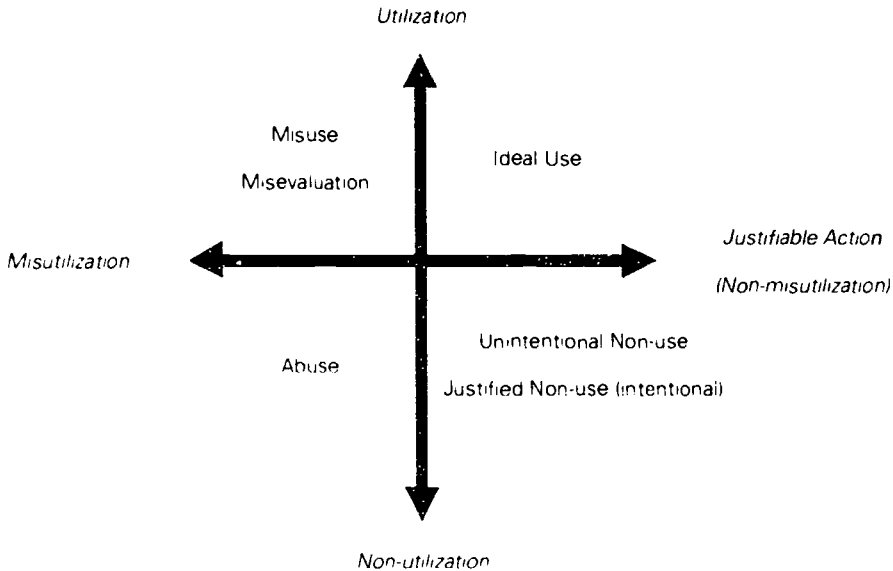 Utilization
Misuse
Misevaluation
Ideal Use
Misutilization
Justifiable Action
(Non-misutilization)
Abuse
Unintentional Non-use
Justified Non-use (intentional)
Non-utilization